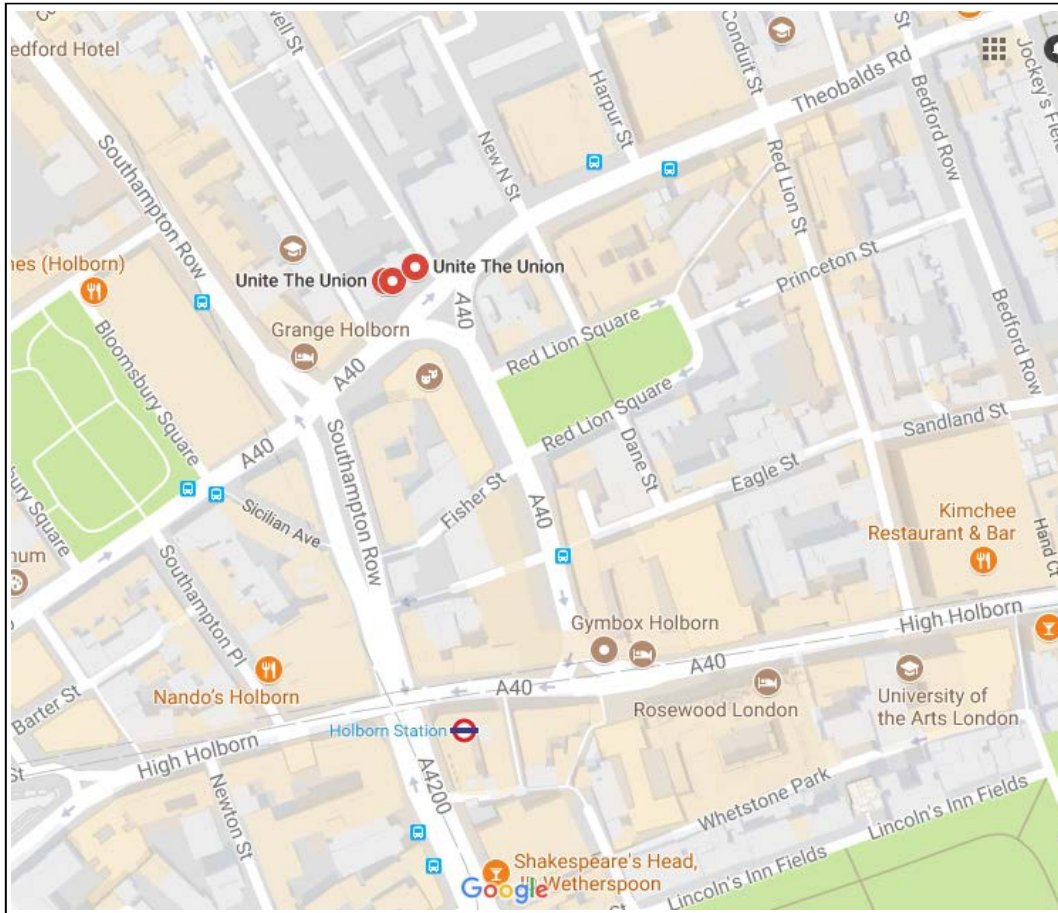 edford Hotel
well St
Conduit St
Jockey's Fiel
Theobalds Rd
Harpur St
Bedford Row
Southampton Row
New N St
Red Lion St
Princeton St
nes (Holborn)
Unite The Union
Unite The Union
Bedford Row
A40
Grange Holborn
Red Lion Square
Bloomsbury Square
A40
Sandland St
Red Lion Square
A40
Southampton Row
Dane St
Eagle St
Fisher St
A40
Sicilian Ave
Kimchee
Restaurant & Bar
bury Square
Hand Ct
num
Southampton Pl
Gymbox Holborn
High Holborn
A40
A40
Nando's Holborn
Rosewood London
University of
the Arts London
Barter St
Holborn Station
High Holborn
St
A4200
Newton St
Whetstone Park
Lincoln's Inn Fields
Shakespeare's Head,
Wetherspoon
Google
Lincoln's Inn Fields
St